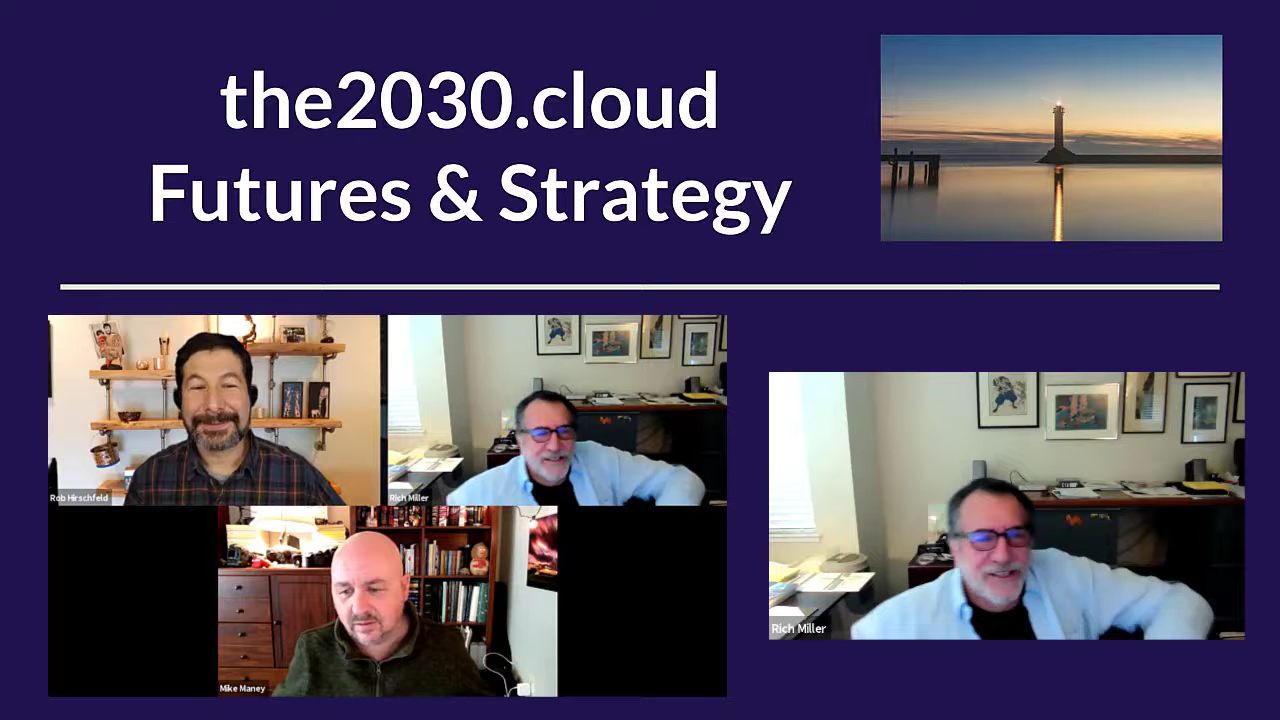 the2030.cloud
Futures & Strategy
Rob Hirschfeld
Rich Miller
Mike Maney
Rich Miller